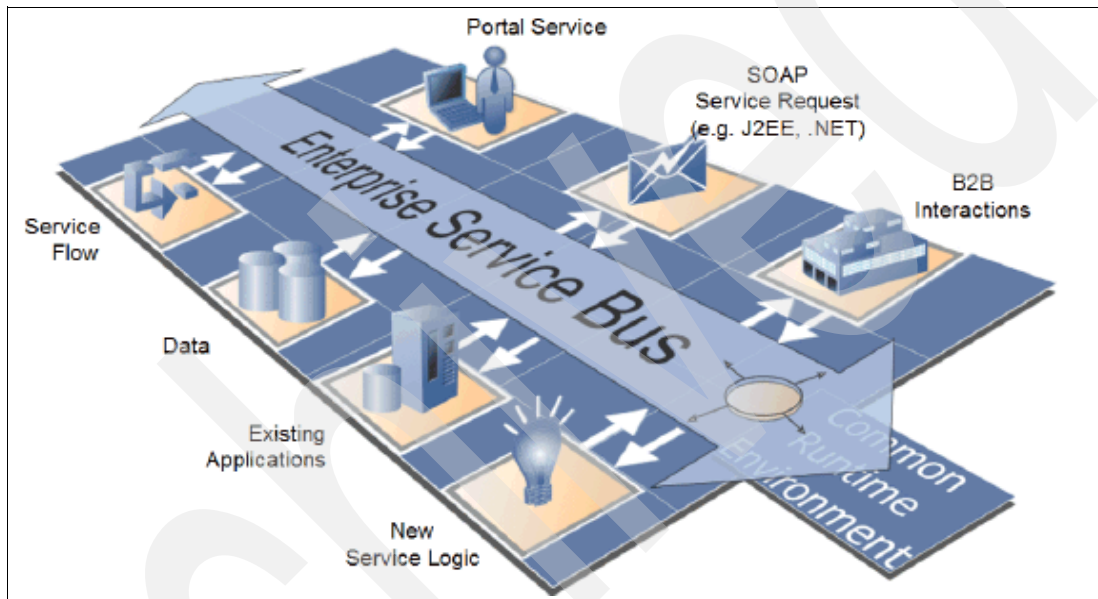 Portal Service
SOAP
Service Request
(e.g. J2EE, .NET)
B2B
Interactions
Enterprise Service Bus
Service
Flow
Data
Existing
Applications
New
Service Logic
Common
Runtime
Environment